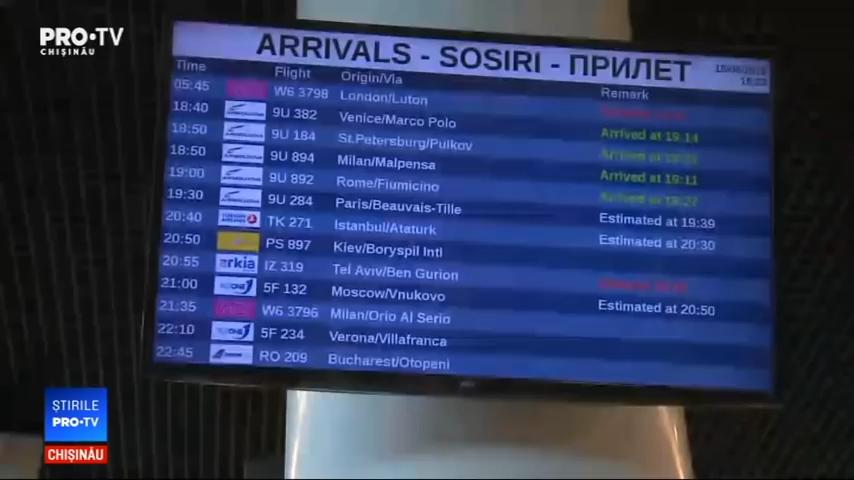 PRO•TV
CHIȘINĂU
ARRIVALS - SOSIRI - ПРИЛЕТ
Time Flight Origin/Via Remark
05:45 W6 3798 London/Luton
18:40 9U 382 Venice/Marco Polo Arrived at 19:14
18:50 9U 184 St.Petersburg/Pulkov Arrived at
18:50 9U 894 Milan/Malpensa Arrived at 19:11
19:00 9U 892 Rome/Fiumicino Arrived at
19:30 9U 284 Paris/Beauvais-Tille Estimated at 19:39
20:40 TK 271 Istanbul/Ataturk Estimated at 20:30
20:50 PS 897 Kiev/Boryspil Intl
20:55 arkia IZ 319 Tel Aviv/Ben Gurion
21:00 5F 132 Moscow/Vnukovo Estimated at 20:50
21:35 W6 3796 Milan/Orio Al Serio
22:10 5F 234 Verona/Villafranca
22:45 RO 209 Bucharest/Otopeni
ȘTIRILE
PRO•TV
CHIȘINĂU